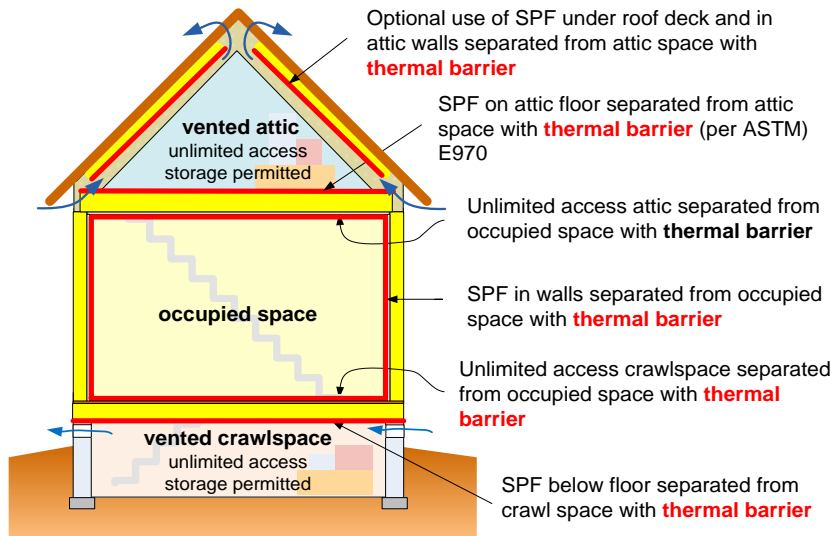 Optional use of SPF under roof deck and in
attic walls separated from attic space with
thermal barrier
SPF on attic floor separated from attic
space with thermal barrier (per ASTM)
E970
vented attic
unlimited access
storage permitted
Unlimited access attic separated from
occupied space with thermal barrier
occupied space
SPF in walls separated from occupied
space with thermal barrier
Unlimited access crawlspace separated
from occupied space with thermal
barrier
vented crawlspace
unlimited access
storage permitted
SPF below floor separated from
crawl space with thermal barrier